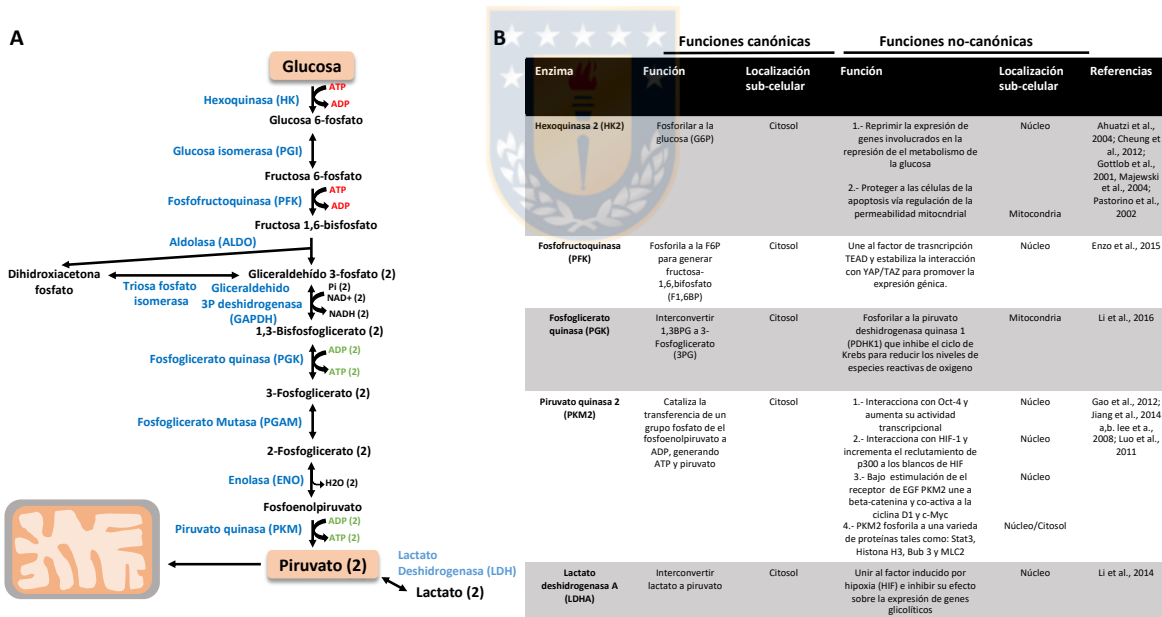 A
Glucosa
ATP
Hexoquinasa (HK)
ADP
Glucosa 6-fosfato
Glucosa isomerasa (PGI)
Fructosa 6-fosfato
ATP
Fosfofructoquinasa (PFK)
ADP
Fructosa 1,6-bisfosfato
Aldolasa (ALDO)
Dihidroxiacetona
fosfato
Gliceraldehído 3-fosfato (2)
Triosa fosfato
isomerasa
Gliceraldehido
3P deshidrogenasa
(GAPDH)
Pi (2)
NAD+ (2)
NADH (2)
1,3-Bisfosfoglicerato (2)
ADP (2)
Fosfoglicerato quinasa (PGK)
ATP (2)
3-Fosfoglicerato (2)
Fosfoglicerato Mutasa (PGAM)
2-Fosfoglicerato (2)
Enolasa (ENO)
H2O (2)
Fosfoenolpiruvato
ADP (2)
Piruvato quinasa (PKM)
ATP (2)
Piruvato (2)
Lactato
Deshidrogenasa (LDH)
Lactato (2)
B
Funciones canónicas
Funciones no-canónicas
Enzima
Función
Localización
sub-celular
Función
Localización
sub-celular
Referencias
Hexoquinasa 2 (HK2)
Fosforilar a la
glucosa (G6P)
Citosol
1.- Reprimir la expresión de
genes involucrados en la
represión de el metabolismo de
la glucosa
2.- Proteger a las células de la
apoptosis vía regulación de la
permeabilidad mitocndrial
Núcleo
Mitocondria
Ahuatzi et al.,
2004; Cheung et
al., 2012;
Gottlob et al.,
2001, Majewski
et al., 2004;
Pastorino et al.,
2002
Fosfofructoquinasa
(PFK)
Fosforila a la F6P
para generar
fructosa-
1,6,bifosfato
(F1,6BP)
Citosol
Une al factor de trasncripción
TEAD y estabiliza la interacción
con YAP/TAZ para promover la
expresión génica.
Núcleo
Enzo et al., 2015
Fosfoglicerato
quinasa (PGK)
Interconvertir
1,3BPG a 3-
Fosfoglicerato
(3PG)
Citosol
Fosforilar a la piruvato
deshidrogenasa quinasa 1
(PDHK1) que inhibe el ciclo de
Krebs para reducir los niveles de
especies reactivas de oxigeno
Mitocondria
Li et al., 2016
Piruvato quinasa 2
(PKM2)
Cataliza la
transferencia de un
grupo fosfato de el
fosfoenolpiruvato a
ADP, generando
ATP y piruvato
Citosol
1.- Interacciona con Oct-4 y
aumenta su actividad
transcripcional
2.- Interacciona con HIF-1 y
incrementa el reclutamiento de
p300 a los blancos de HIF
3.- Bajo estimulación de el
receptor de EGF PKM2 une a
beta-catenina y co-activa a la
ciclina D1 y c-Myc
4.- PKM2 fosforila a una varieda
de proteínas tales como: Stat3,
Histona H3, Bub 3 y MLC2
Núcleo
Núcleo
Núcleo
Núcleo/Citosol
Gao et al., 2012;
Jiang et al., 2014
a,b. lee et a.,
2008; Luo et al.,
2011
Lactato
deshidrogenasa A
(LDHA)
Interconvertir
lactato a piruvato
Citosol
Unir al factor inducido por
hipoxia (HIF) e inhibir su efecto
sobre la expresión de genes
glicolíticos
Núcleo
Li et al., 2014